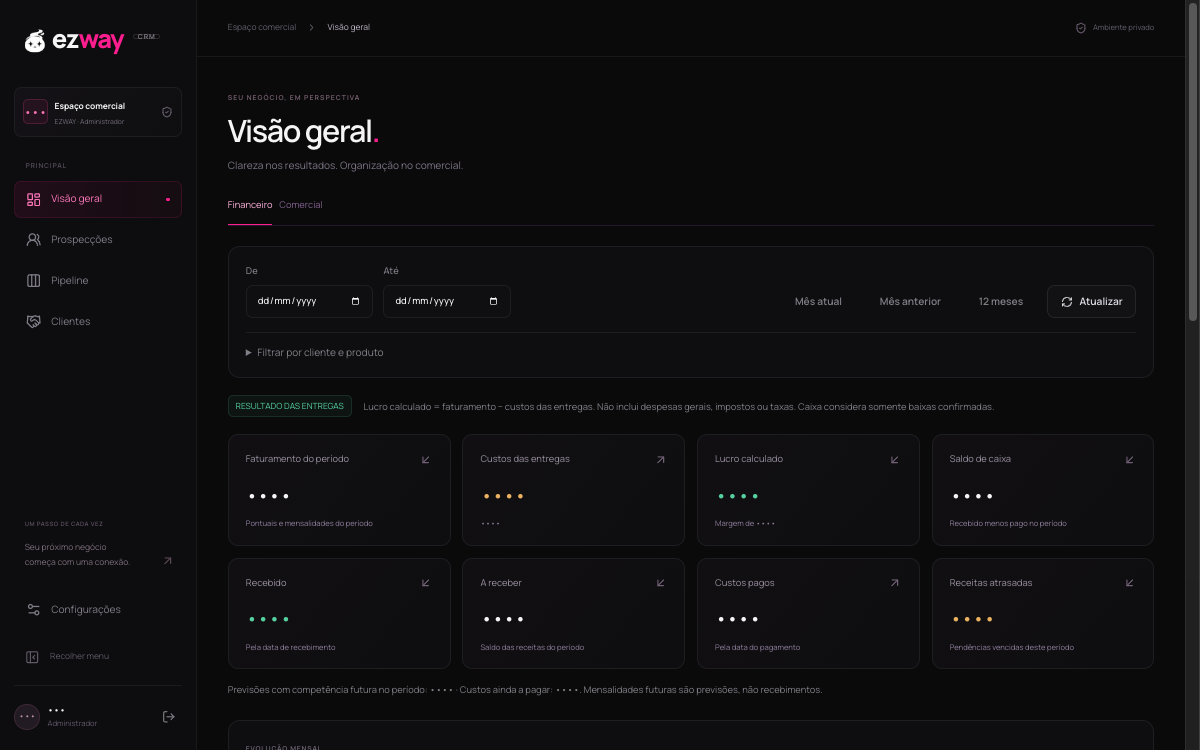 ezway CRM
Espaço comercial
EZWAY · Administrador
PRINCIPAL
Visão geral
Prospecções
Pipeline
Clientes
UM PASSO DE CADA VEZ
Seu próximo negócio
começa com uma conexão.
Configurações
Recolher menu
Administrador
Espaço comercial > Visão geral
Ambiente privado
SEU NEGÓCIO, EM PERSPECTIVA
Visão geral.
Clareza nos resultados. Organização no comercial.
Financeiro Comercial
De Até
dd/mm/yyyy dd/mm/yyyy Mês atual Mês anterior 12 meses Atualizar
Filtrar por cliente e produto
RESULTADO DAS ENTREGAS Lucro calculado = faturamento − custos das entregas. Não inclui despesas gerais, impostos ou taxas. Caixa considera somente baixas confirmadas.
Faturamento do período
••••
Pontuais e mensalidades do período
Custos das entregas
••••
••••
Lucro calculado
••••
Margem de ••••
Saldo de caixa
••••
Recebido menos pago no período
Recebido
••••
Pela data de recebimento
A receber
••••
Saldo das receitas do período
Custos pagos
••••
Pela data do pagamento
Receitas atrasadas
••••
Pendências vencidas deste período
Previsões com competência futura no período: •••• · Custos ainda a pagar: ••••. Mensalidades futuras são previsões, não recebimentos.
EVOLUÇÃO MENSAL